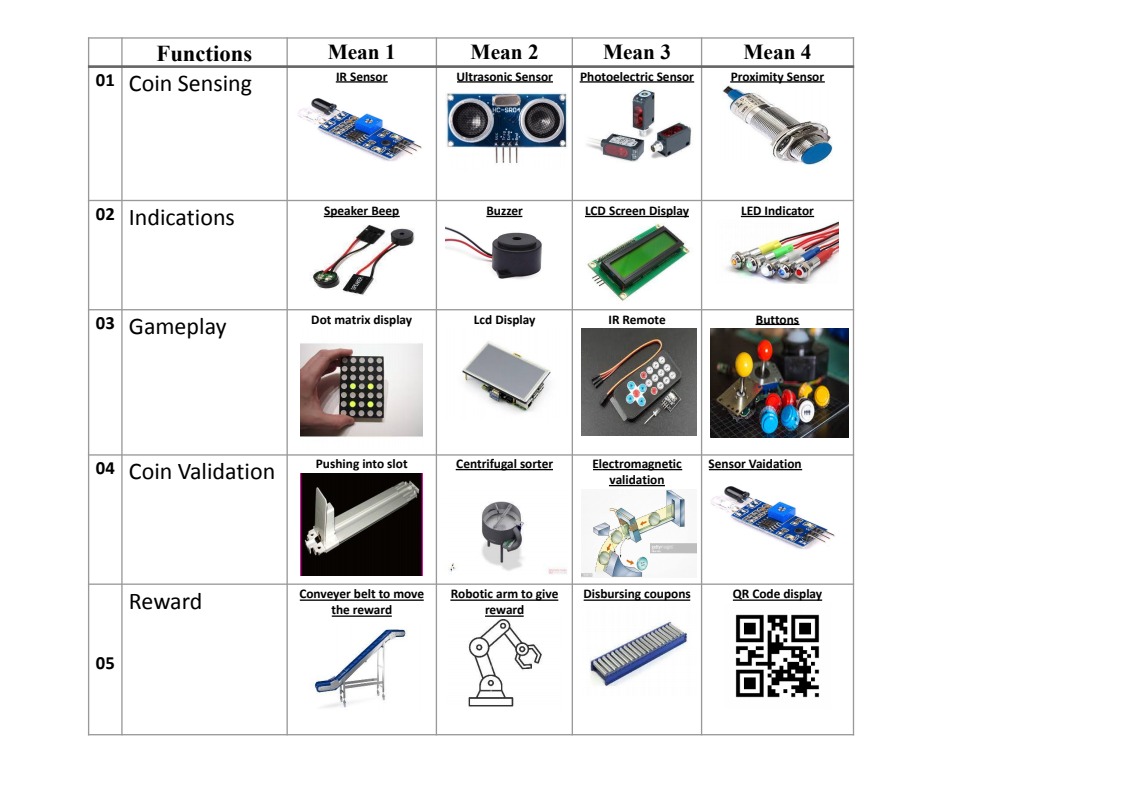 Functions
Mean 1
Mean 2
Mean 3
Mean 4
01
Coin Sensing
IR Sensor
Ultrasonic Sensor
Photoelectric Sensor
Proximity Sensor
HC-SR04
02
Indications
Speaker Beep
Buzzer
LCD Screen Display
LED Indicator
SPEAKER
03
Gameplay
Dot matrix display
Lcd Display
IR Remote
Buttons
04
Coin Validation
Pushing into slot
Centrifugal sorter
Electromagnetic
validation
Sensor Vaidation
05
Reward
Conveyer belt to move
the reward
Robotic arm to give
reward
Disbursing coupons
QR Code display